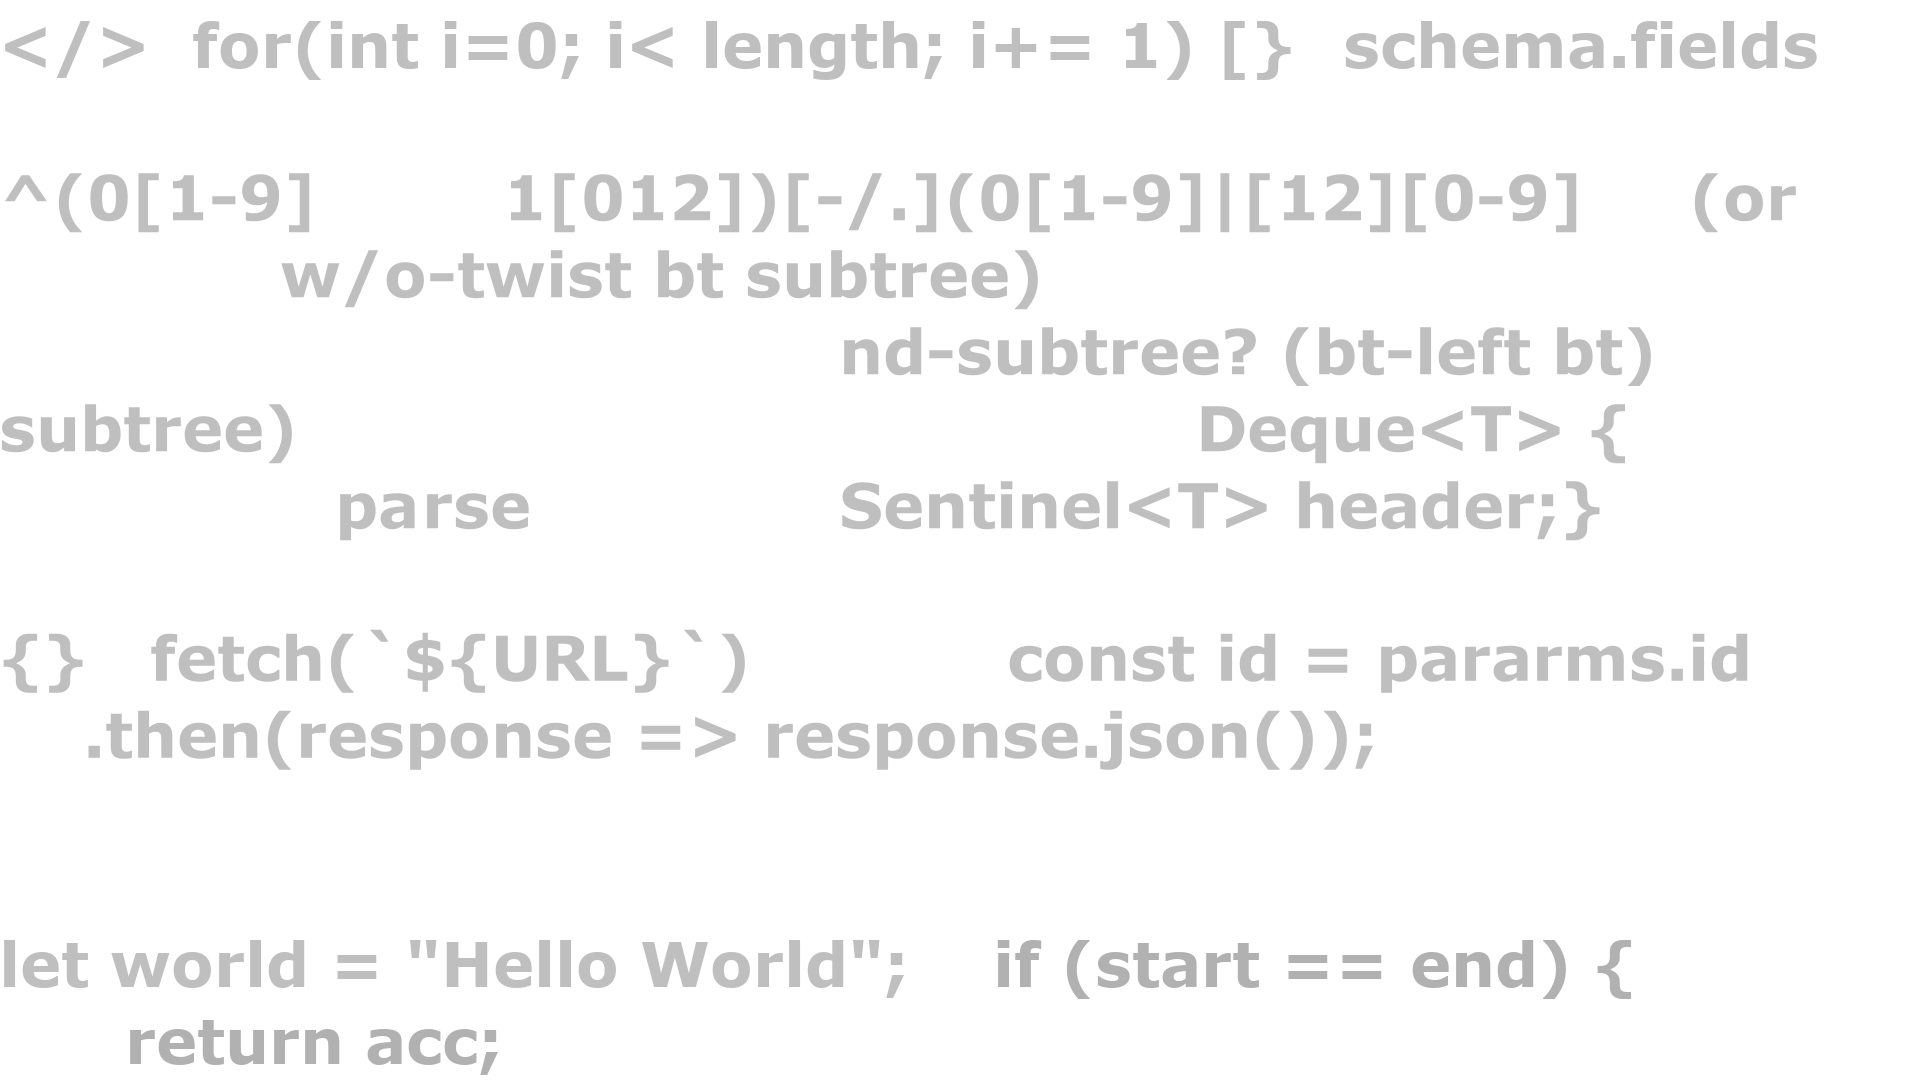 </> for(int i=0; i< length; i+= 1) [} schema.fields
^(0[1-9] 1[012])[-/.](0[1-9]|[12][0-9] (or
w/o-twist bt subtree)
nd-subtree? (bt-left bt)
subtree) Deque<T> {
parse Sentinel<T> header;}
{} fetch(`${URL}`) const id = pararms.id
.then(response => response.json());
let world = "Hello World"; if (start == end) {
return acc;